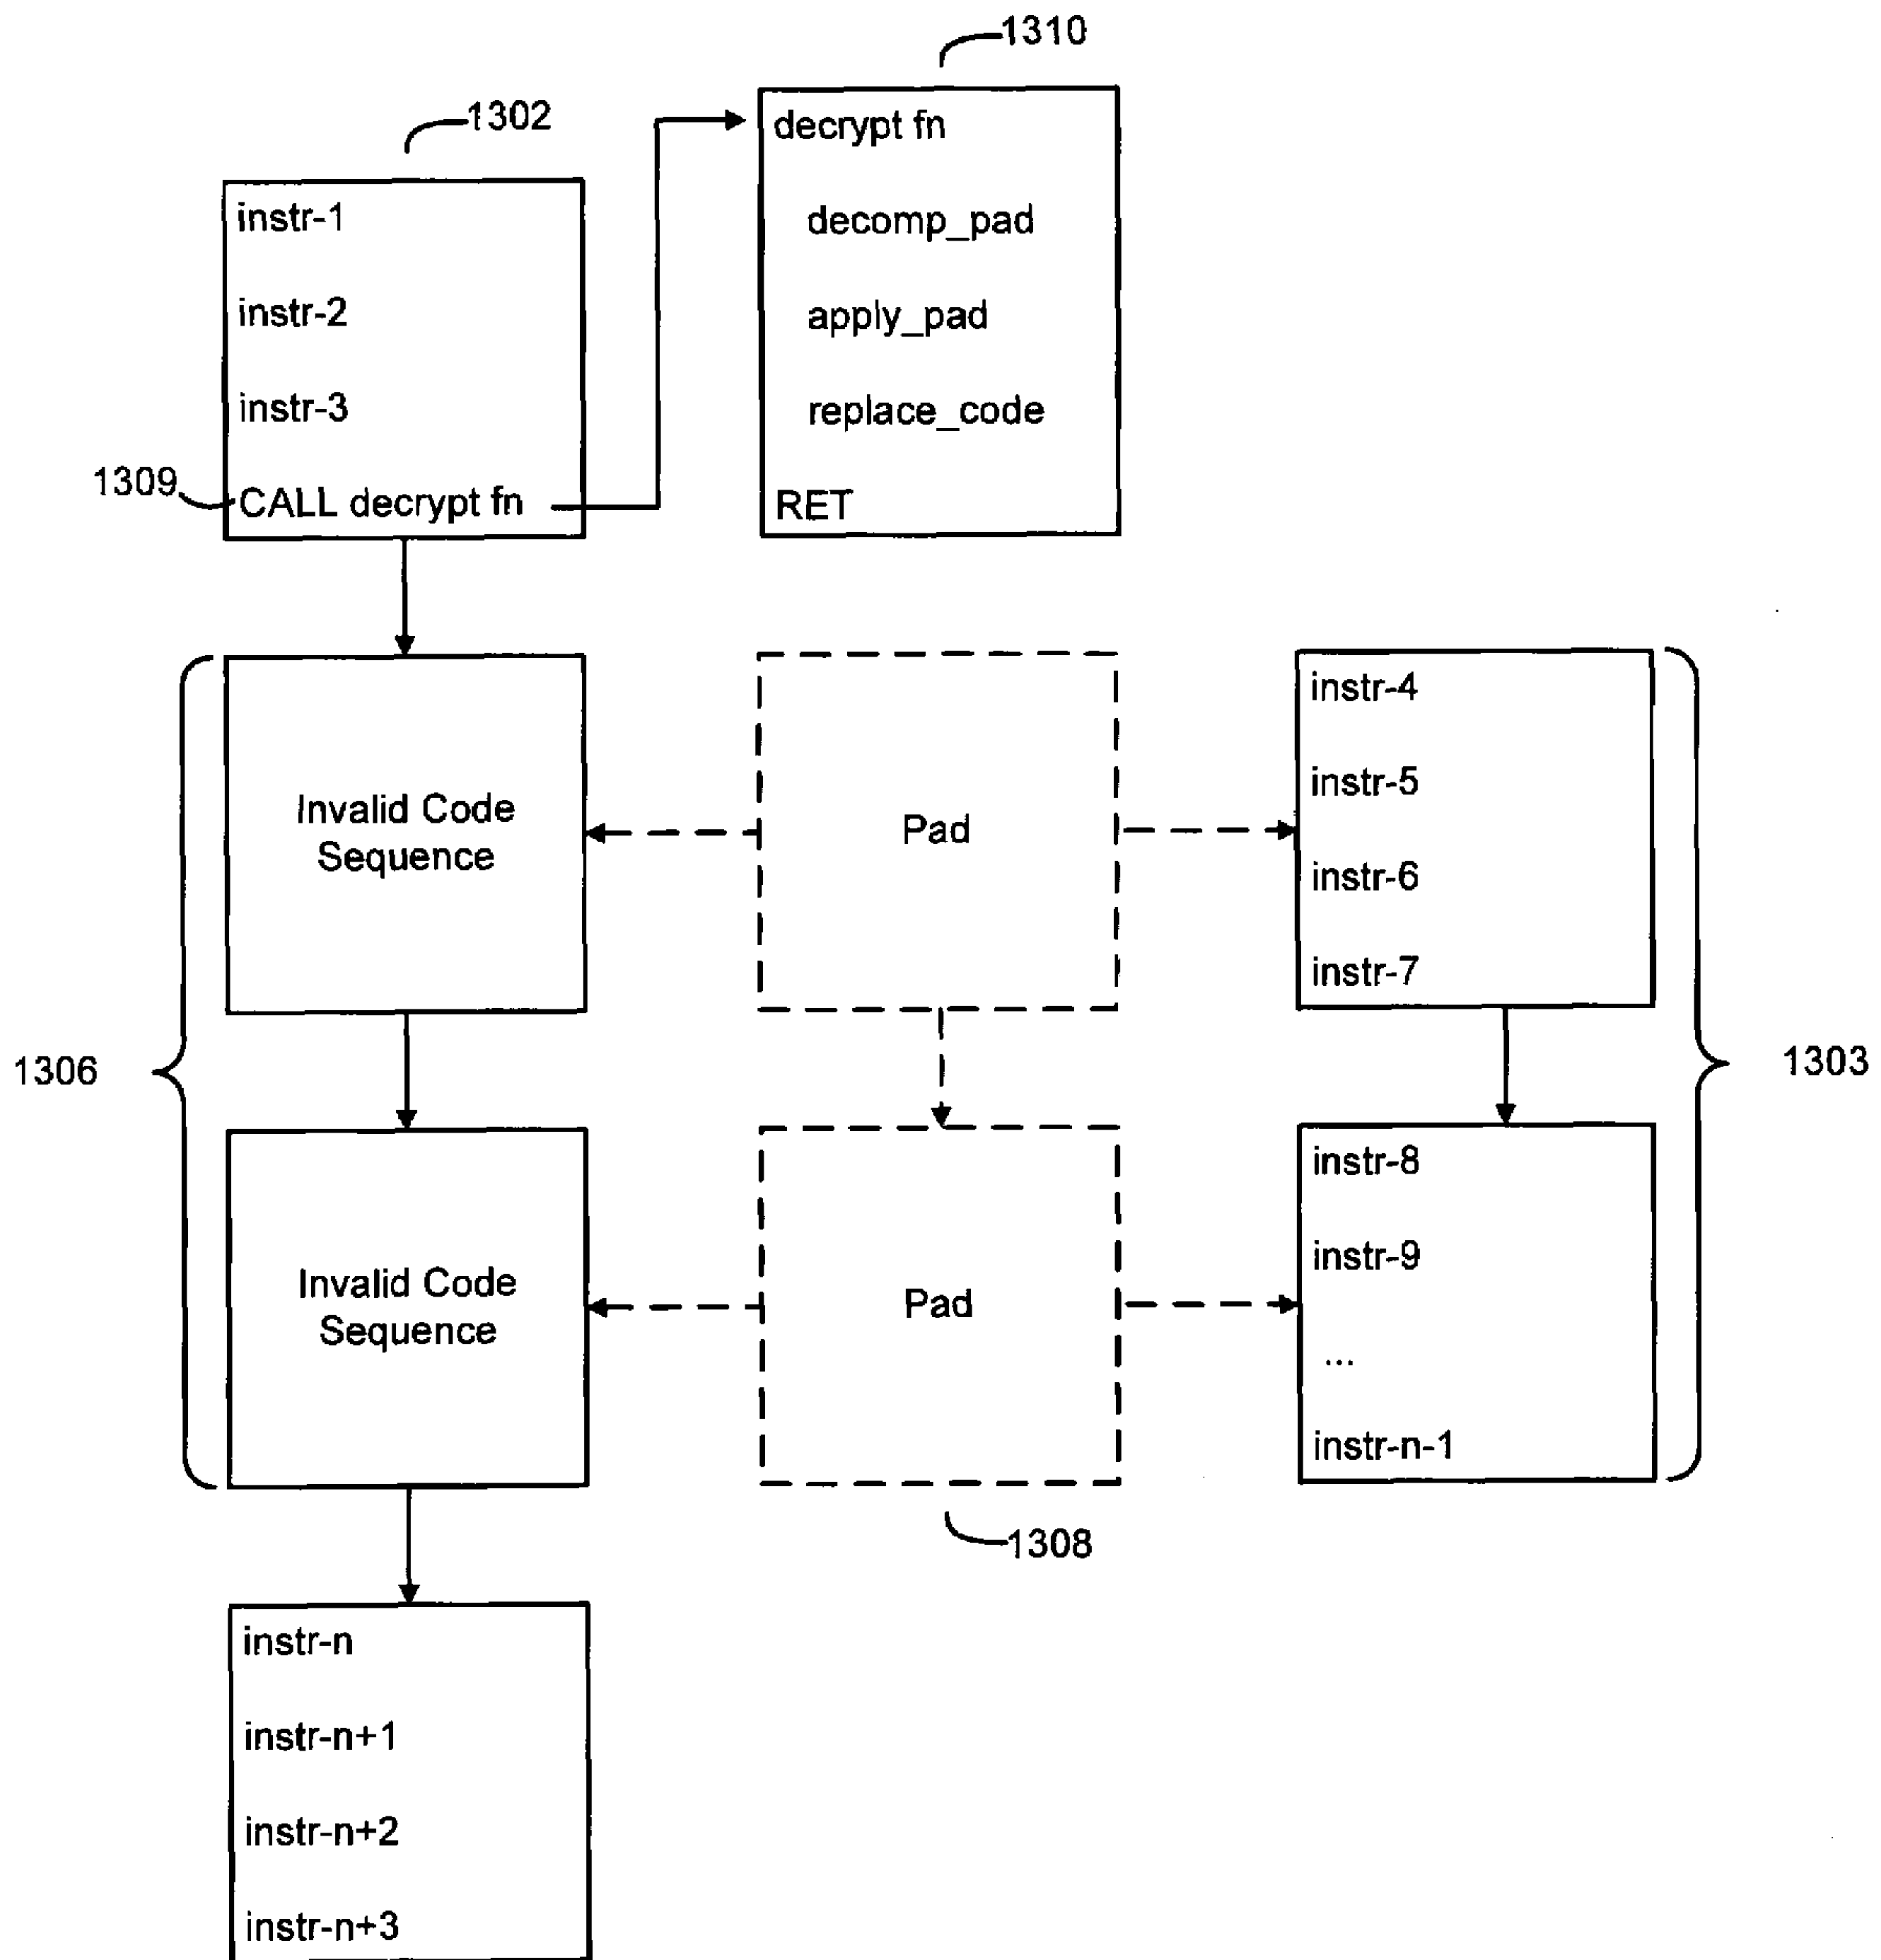 1310
1302
decrypt fn
decomp_pad
apply_pad
replace_code
RET
instr-1
instr-2
instr-3
1309
CALL decrypt fn
Invalid Code
Sequence
Pad
instr-4
instr-5
instr-6
instr-7
1306
1303
Invalid Code
Sequence
Pad
instr-8
instr-9
...
instr-n-1
1308
instr-n
instr-n+1
instr-n+2
instr-n+3